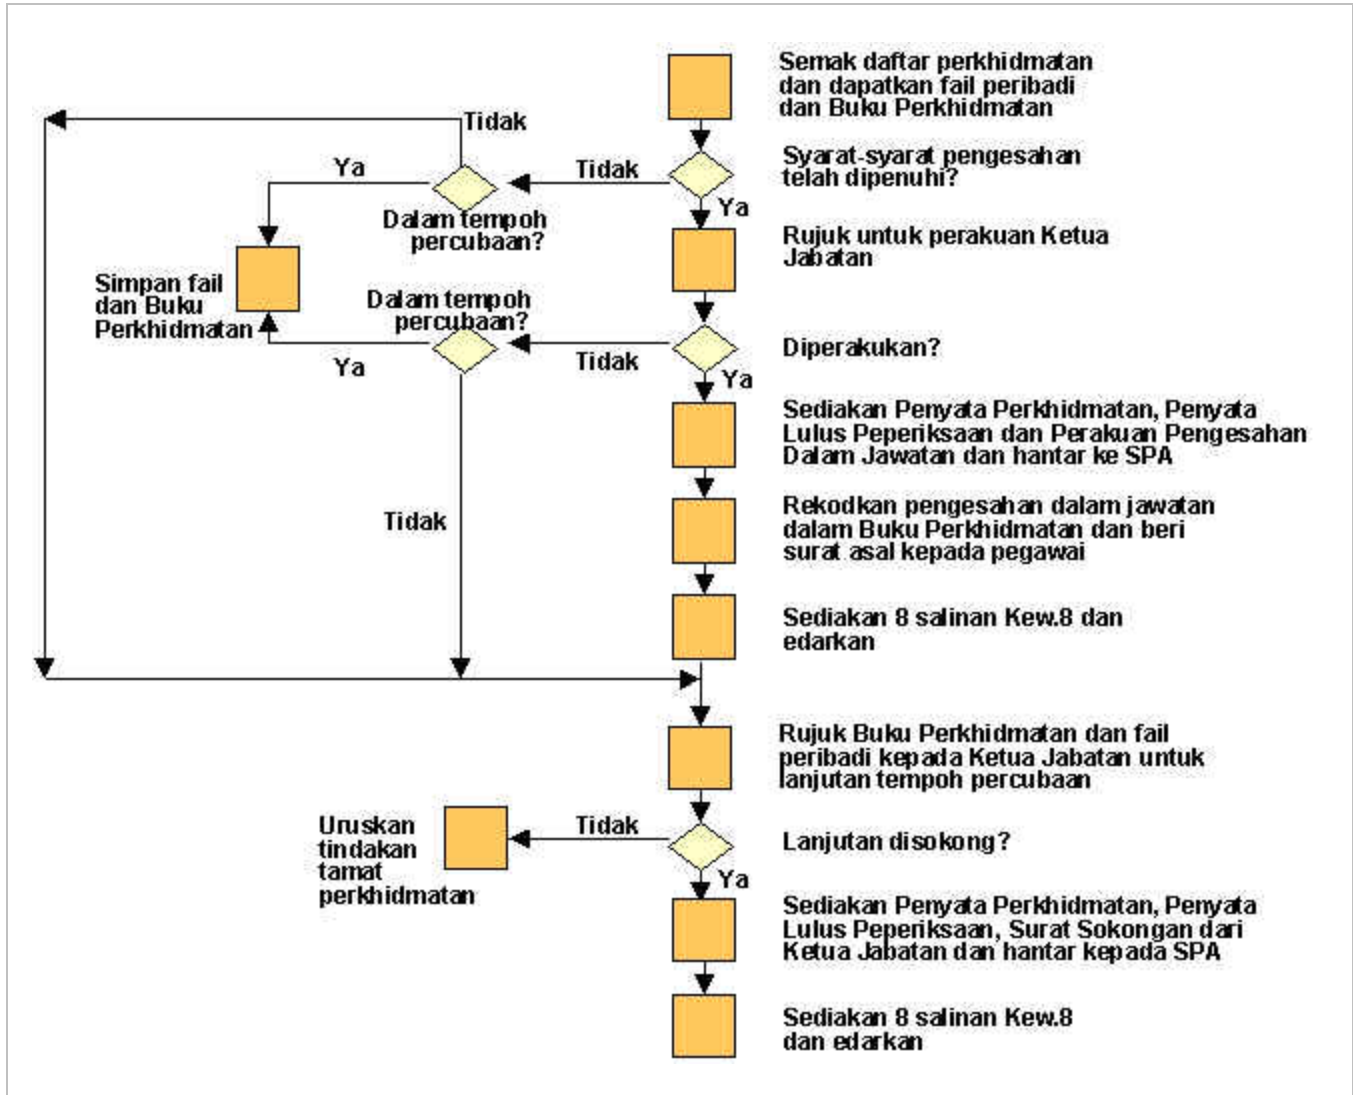 Semak daftar perkhidmatan
dan dapatkan fail peribadi
dan Buku Perkhidmatan
Tidak
Syarat-syarat pengesahan
telah dipenuhi?
Ya
Tidak
Ya
Dalam tempoh
percubaan?
Rujuk untuk perakuan Ketua
Jabatan
Simpan fail
dan Buku
Perkhidmatan
Dalam tempoh
percubaan?
Diperakukan?
Ya
Tidak
Ya
Sediakan Penyata Perkhidmatan, Penyata
Lulus Peperiksaan dan Perakuan Pengesahan
Dalam Jawatan dan hantar ke SPA
Rekodkan pengesahan dalam jawatan
dalam Buku Perkhidmatan dan beri
surat asal kepada pegawai
Tidak
Sediakan 8 salinan Kew.8 dan
edarkan
Rujuk Buku Perkhidmatan dan fail
peribadi kepada Ketua Jabatan untuk
lanjutan tempoh percubaan
Uruskan
tindakan
tamat
perkhidmatan
Tidak
Lanjutan disokong?
Ya
Sediakan Penyata Perkhidmatan, Penyata
Lulus Peperiksaan, Surat Sokongan dari
Ketua Jabatan dan hantar kepada SPA
Sediakan 8 salinan Kew.8
dan edarkan